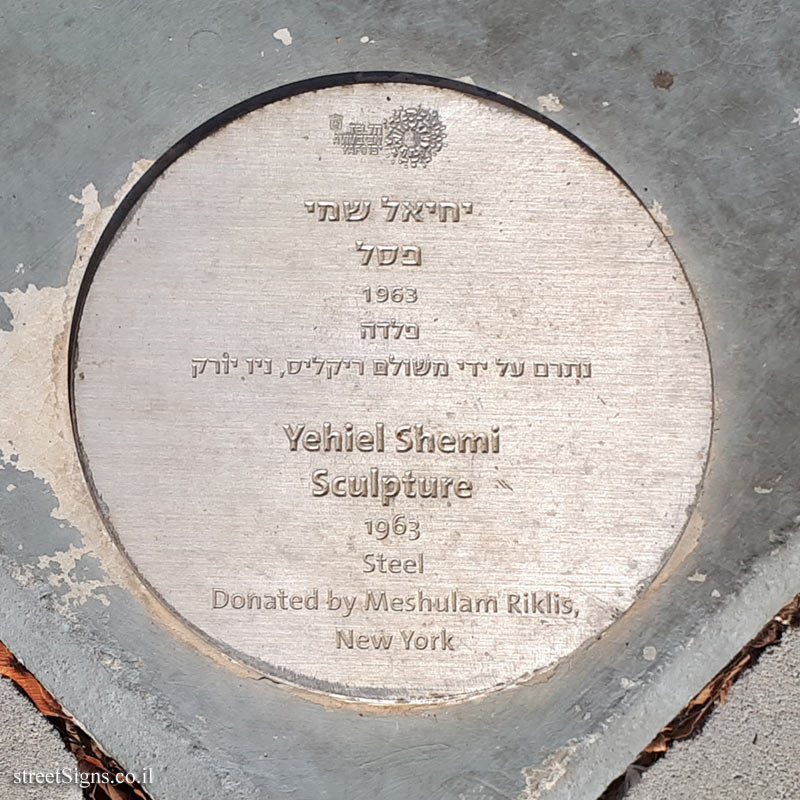 יחיאל שמי
פסל
1963
פלדה
נתרם על ידי משולם ריקליס, ניו יורק
Yehiel Shemi
Sculpture
1963
Steel
Donated by Meshulam Riklis,
New York
streetSigns.co.il